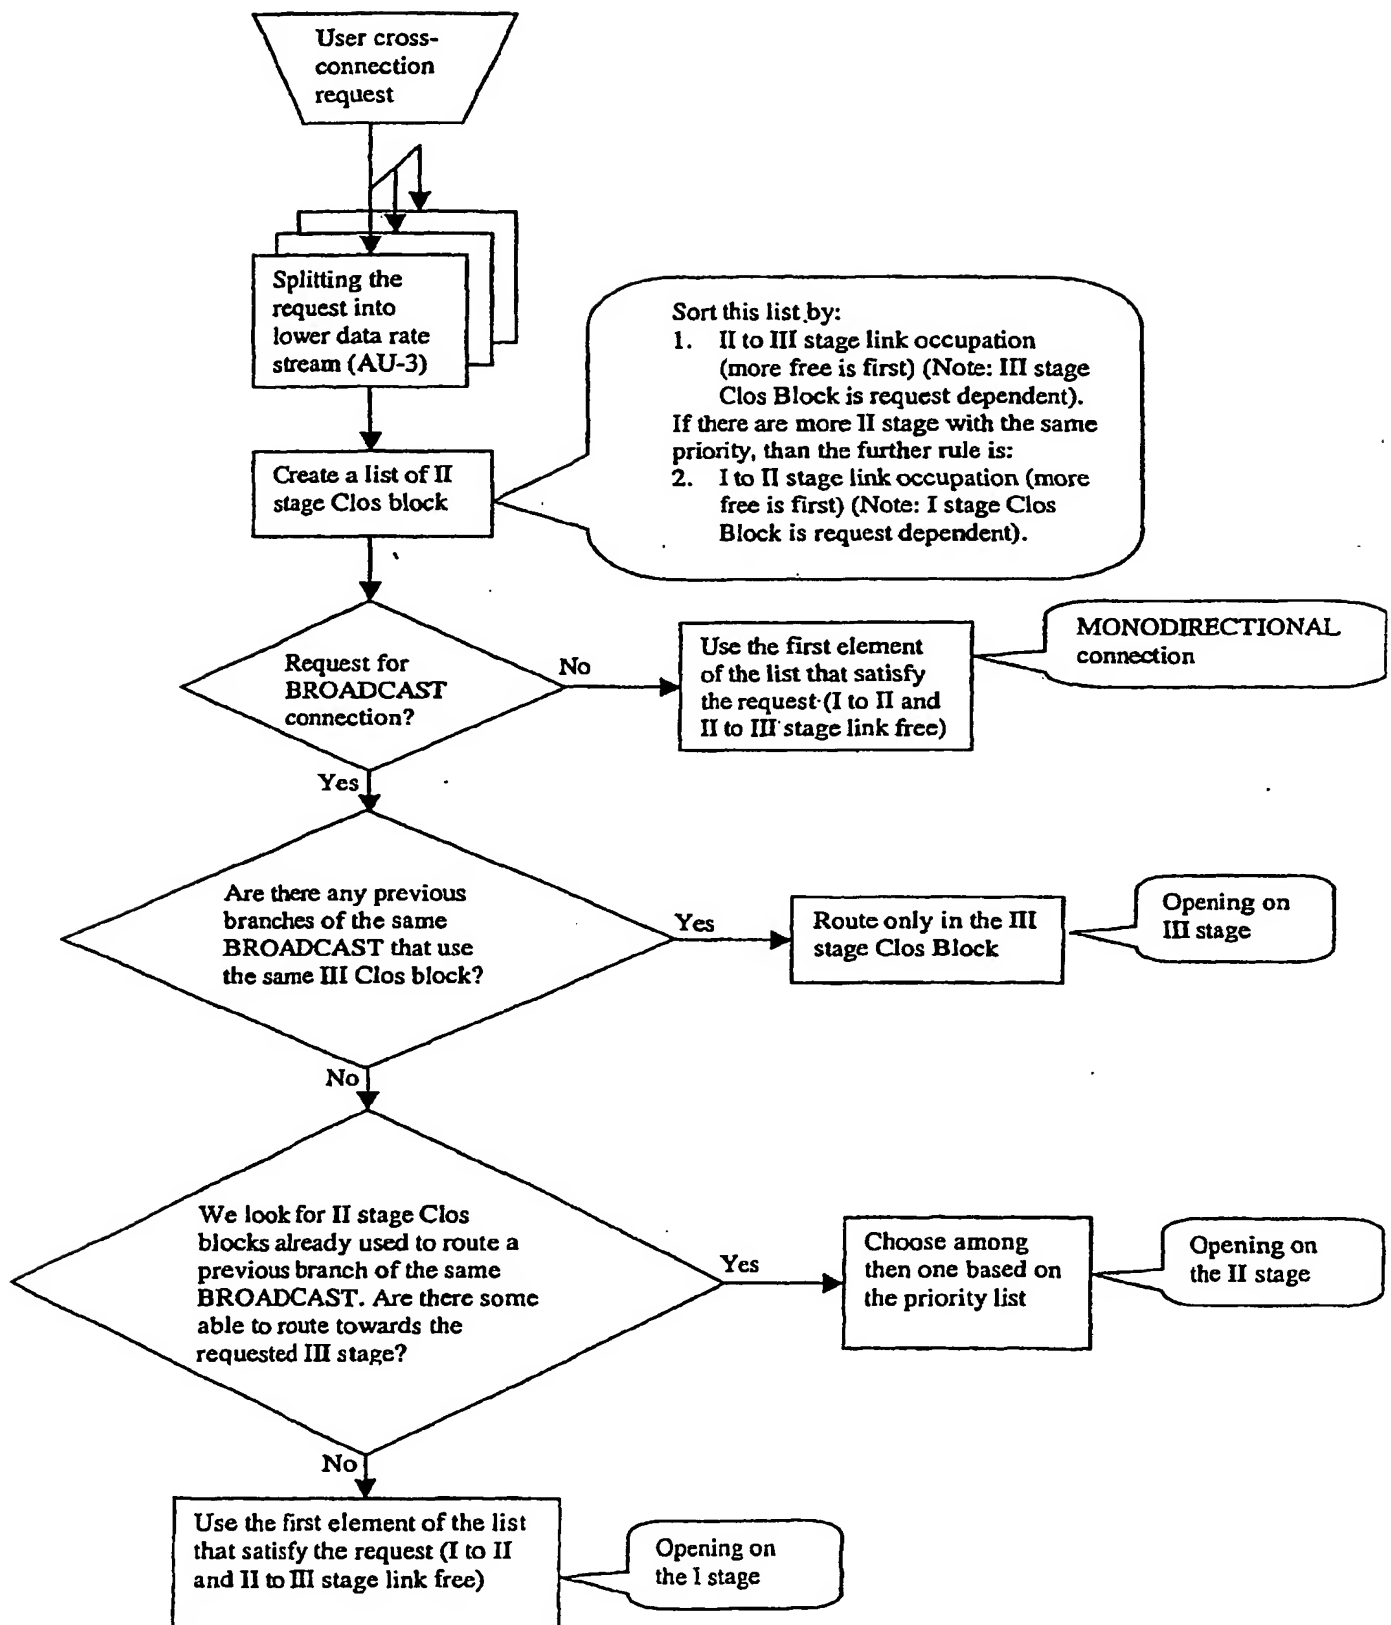 User cross-
connection
request
Splitting the
request into
lower data rate
stream (AU-3)
Sort this list by:
1. II to III stage link occupation
(more free is first) (Note: III stage
Clos Block is request dependent).
If there are more II stage with the same
priority, than the further rule is:
2. I to II stage link occupation (more
free is first) (Note: I stage Clos
Block is request dependent).
Create a list of II
stage Clos block
Request for
BROADCAST
connection?
No
Use the first element
of the list that satisfy
the request (I to II and
II to III stage link free)
MONODIRECTIONAL
connection
Yes
Are there any previous
branches of the same
BROADCAST that use
the same III Clos block?
Yes
Route only in the III
stage Clos Block
Opening on
III stage
No
We look for II stage Clos
blocks already used to route a
previous branch of the same
BROADCAST. Are there some
able to route towards the
requested III stage?
Yes
Choose among
then one based on
the priority list
Opening on
the II stage
No
Use the first element of the list
that satisfy the request (I to II
and II to III stage link free)
Opening on
the I stage